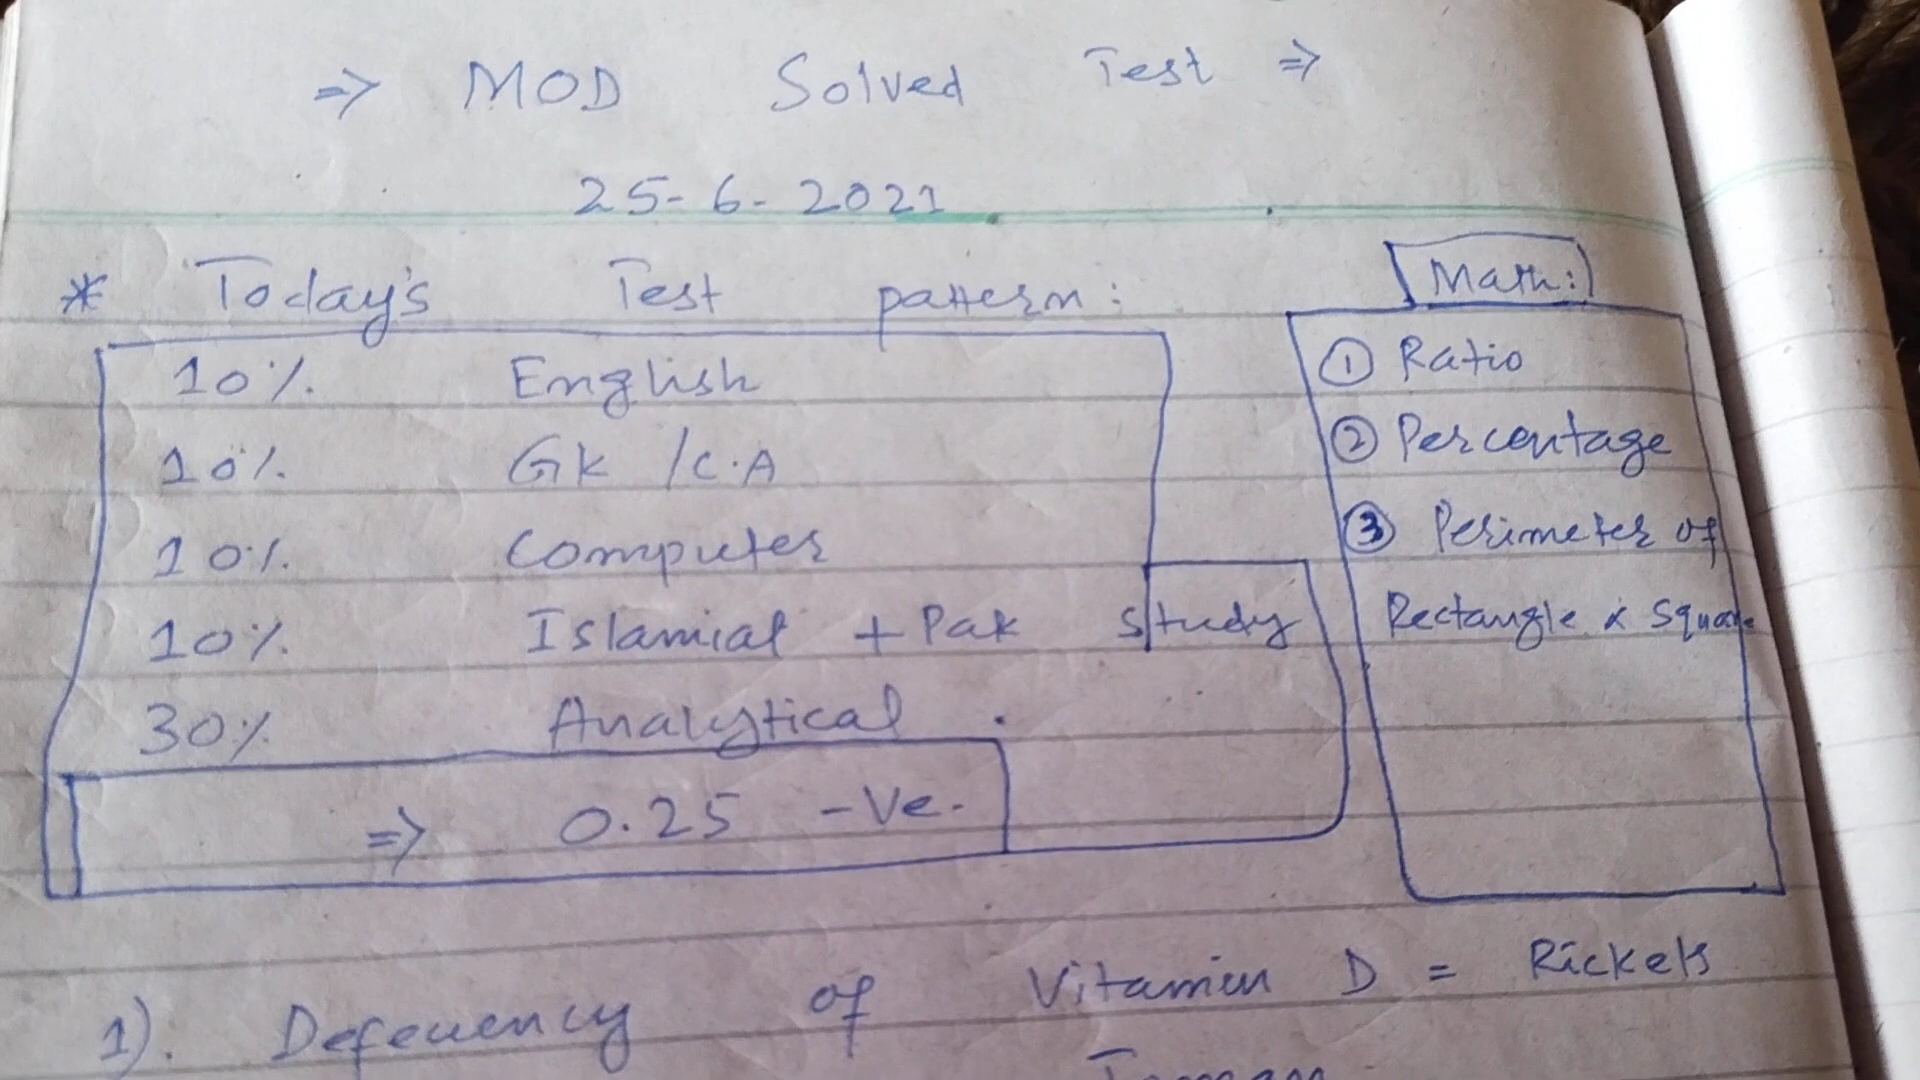 ⇒ MOD Solved Test ⇒
25-6-2021
* Today's Test pattern:
10% English
10% GK /C.A
10% Computer
10% Islamiat + Pak Study
30% Analytical.
⇒ 0.25 -Ve.
Math:
① Ratio
② Percentage
③ Perimeter of
Rectangle & Square
1). Defeuency of Vitamin D = Rickets